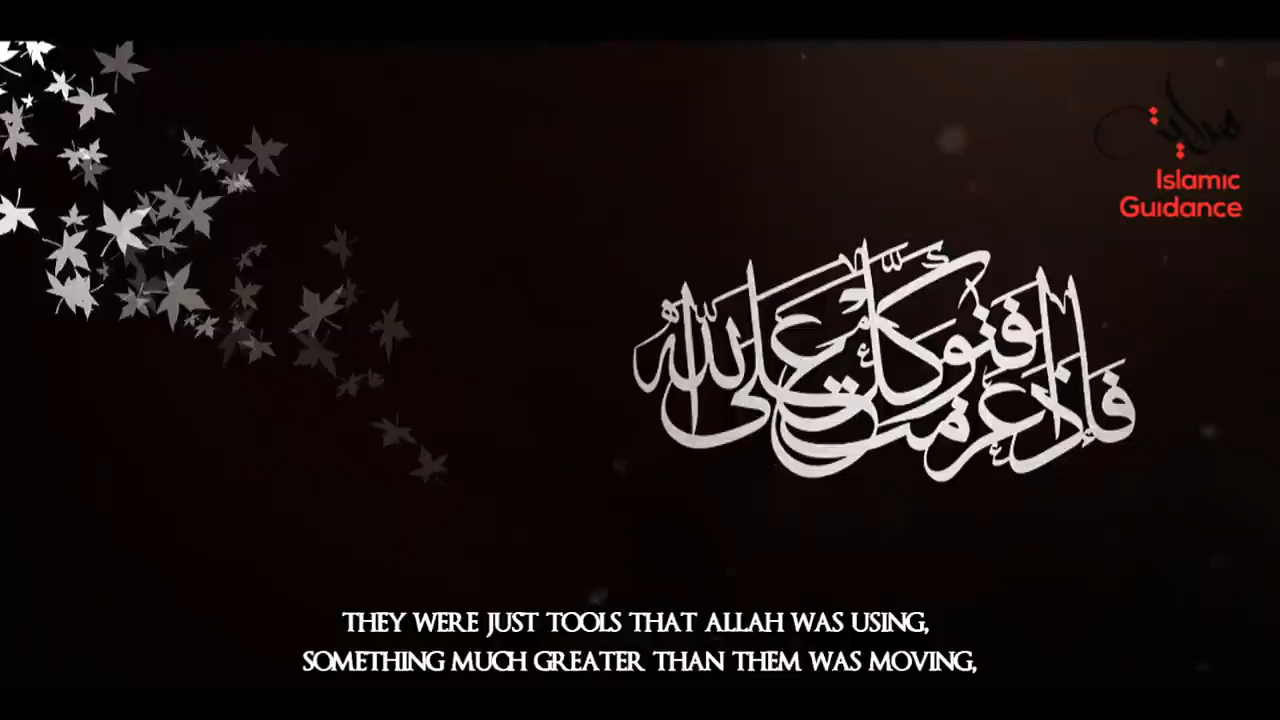 هداية
Islamic
Guidance
فإذا عزمت فتوكل على الله
THEY WERE JUST TOOLS THAT ALLAH WAS USING,
SOMETHING MUCH GREATER THAN THEM WAS MOVING,